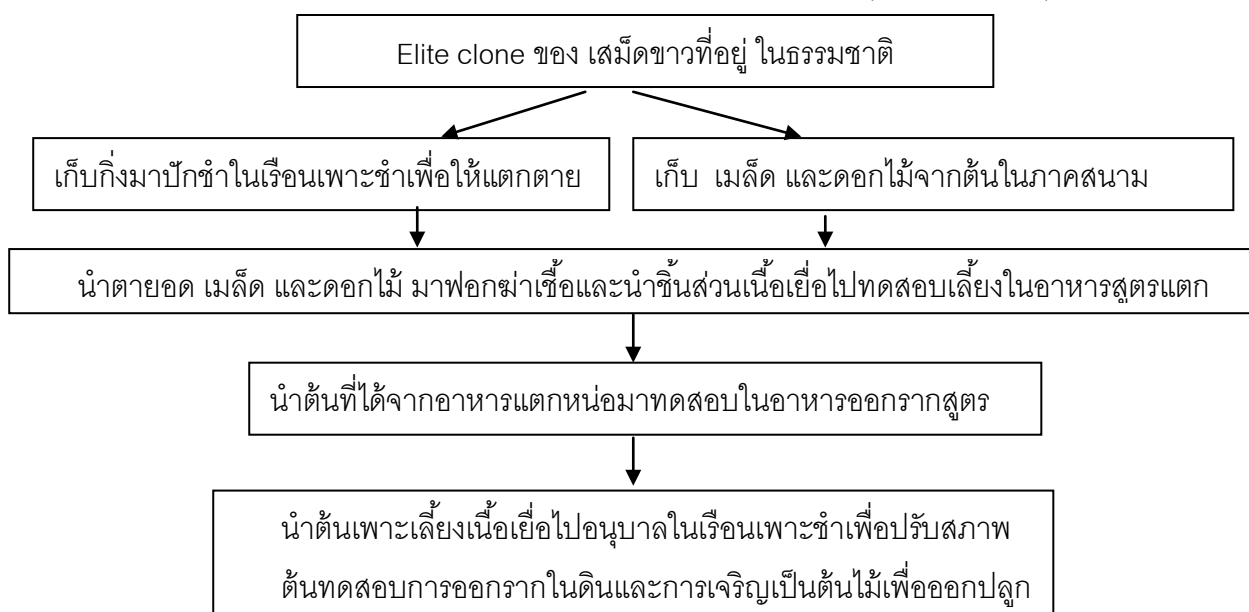 Elite clone ของ เสม็ดขาวที่อยู่ ในธรรมชาติ
เก็บกิ่งมาปักชำในเรือนเพาะชำเพื่อให้แตกตาย
เก็บ เมล็ด และดอกไม้จากต้นในภาคสนาม
นำตายอด เมล็ด และดอกไม้ มาฟอกฆ่าเชื้อและนำชิ้นส่วนเนื้อเยื่อไปทดสอบเลี้ยงในอาหารสูตรแตก
นำต้นที่ได้จากอาหารแตกหน่อมาทดสอบในอาหารออกรากสูตร
นำต้นเพาะเลี้ยงเนื้อเยื่อไปอนุบาลในเรือนเพาะชำเพื่อปรับสภาพ
ต้นทดสอบการออกรากในดินและการเจริญเป็นต้นไม้เพื่อออกปลูก